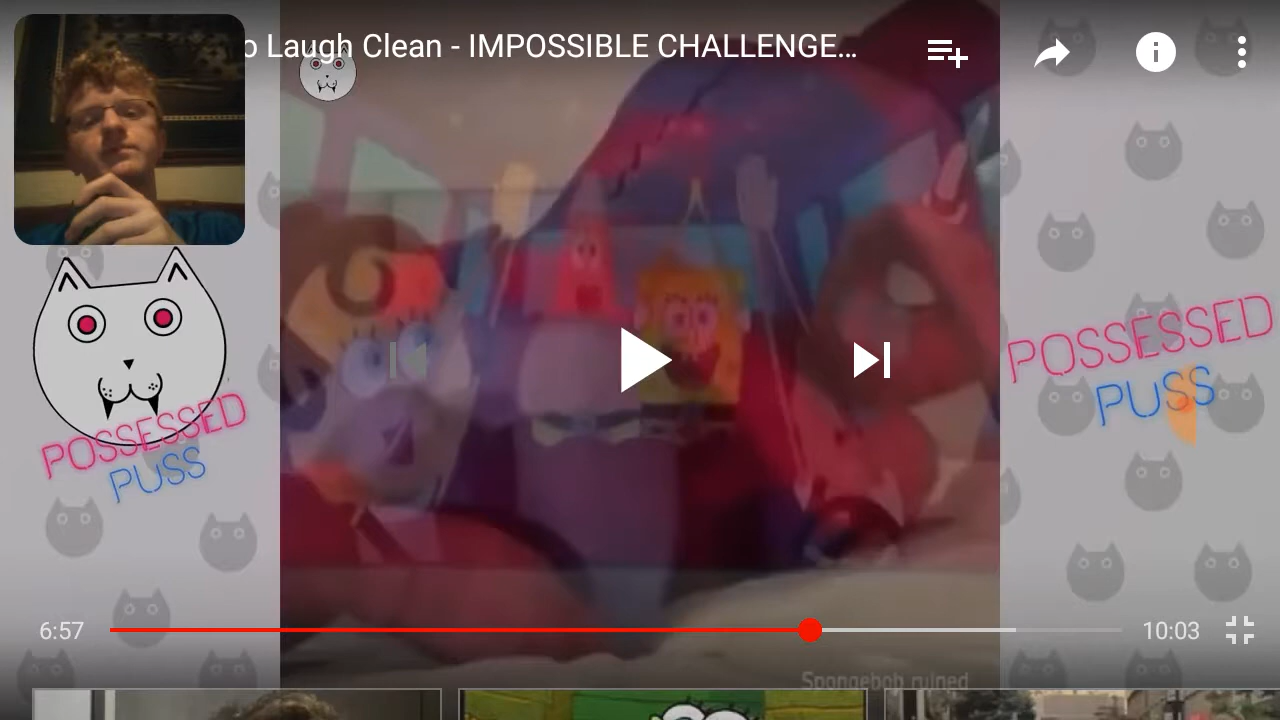 o Laugh Clean - IMPOSSIBLE CHALLENGE...
POSSESSED
PUSS
POSSESSED
PUSS
6:57
10:03
Spongebob ruined